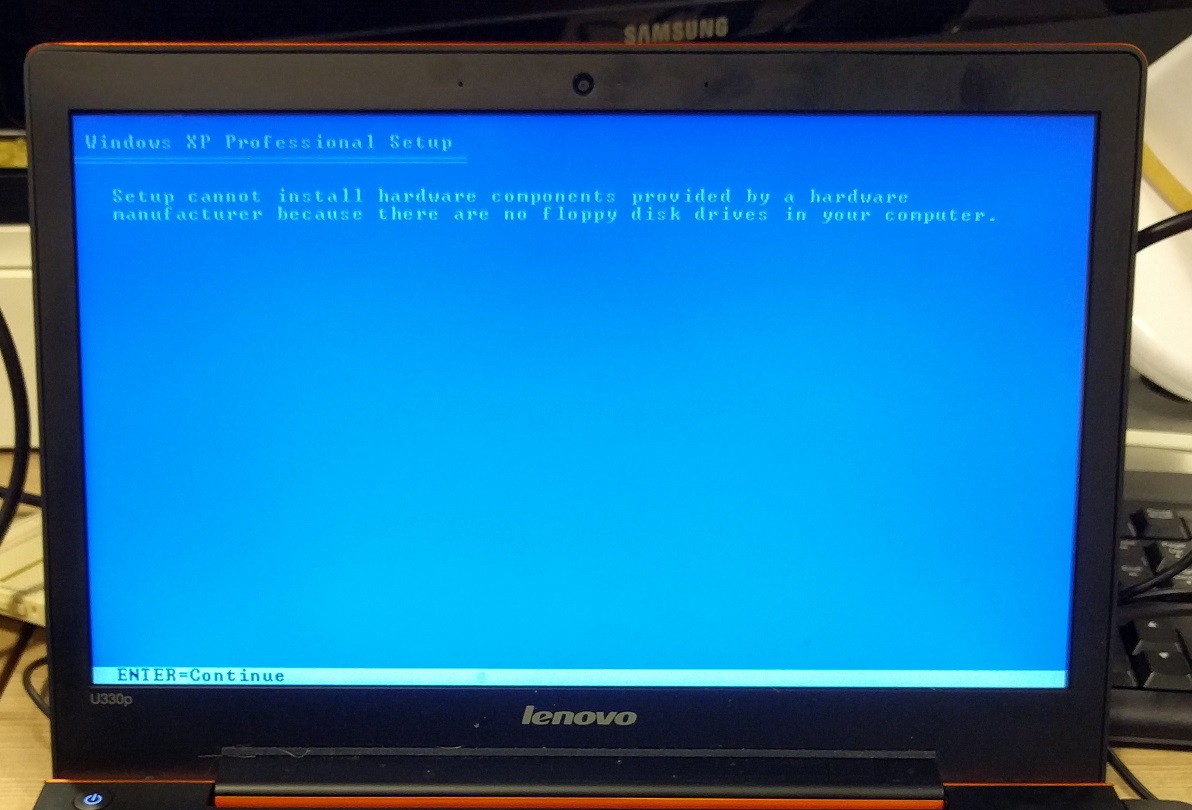 SAMSUNG
Windows XP Professional Setup
Setup cannot install hardware components provided by a hardware
manufacturer because there are no floppy disk drives in your computer.
ENTER=Continue
U330p
lenovo